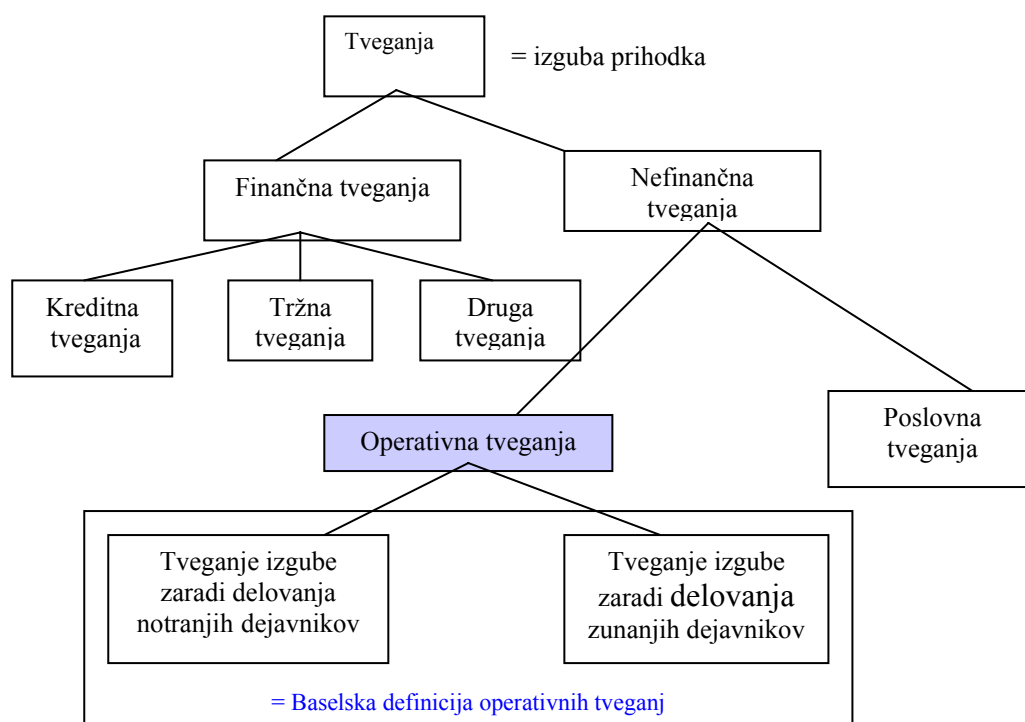 Tveganja
= izguba prihodka
Finančna tveganja
Nefinančna
tveganja
Kreditna
tveganja
Tržna
tveganja
Druga
tveganja
Operativna tveganja
Poslovna
tveganja
Tveganje izgube
zaradi delovanja
notranjih dejavnikov
Tveganje izgube
zaradi delovanja
zunanjih dejavnikov
= Baselska definicija operativnih tveganj